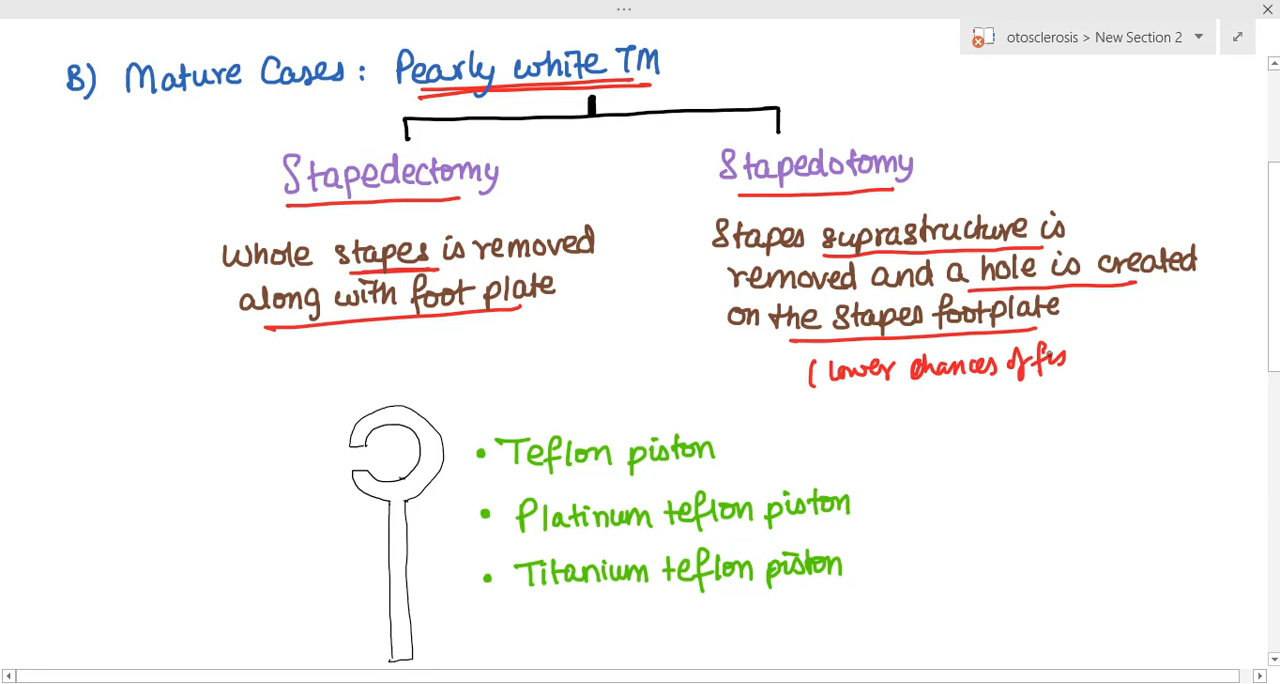 otosclerosis > New Section 2
B) Mature Cases: Pearly white TM
Stapedectomy
Stapedotomy
Whole stapes is removed
along with foot plate
Stapes suprastructure is
removed and a hole is created
on the stapes footplate
(lower chances of fis
• Teflon piston
• Platinum teflon piston
• Titanium teflon piston